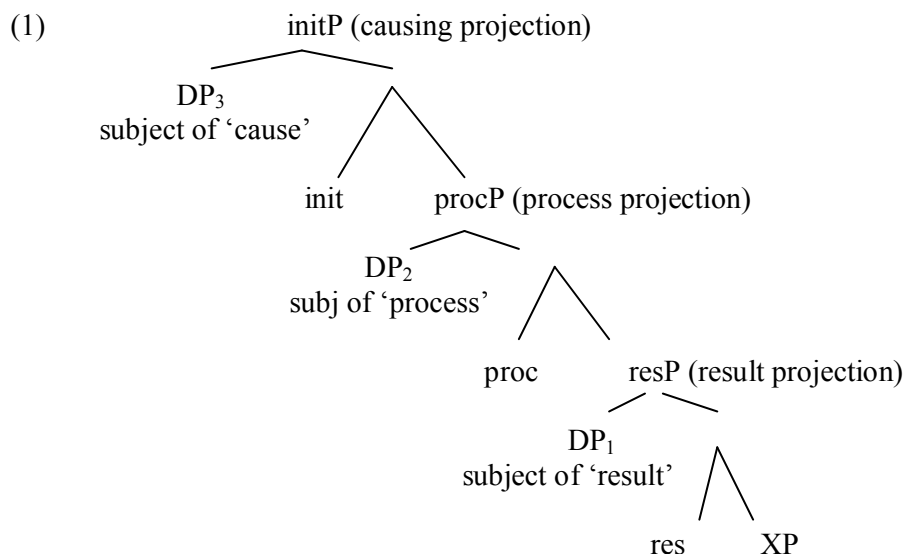 (1) initP (causing projection)
DP₃
subject of ‘cause’
init procP (process projection)
DP₂
subj of ‘process’
proc resP (result projection)
DP₁
subject of ‘result’
res XP